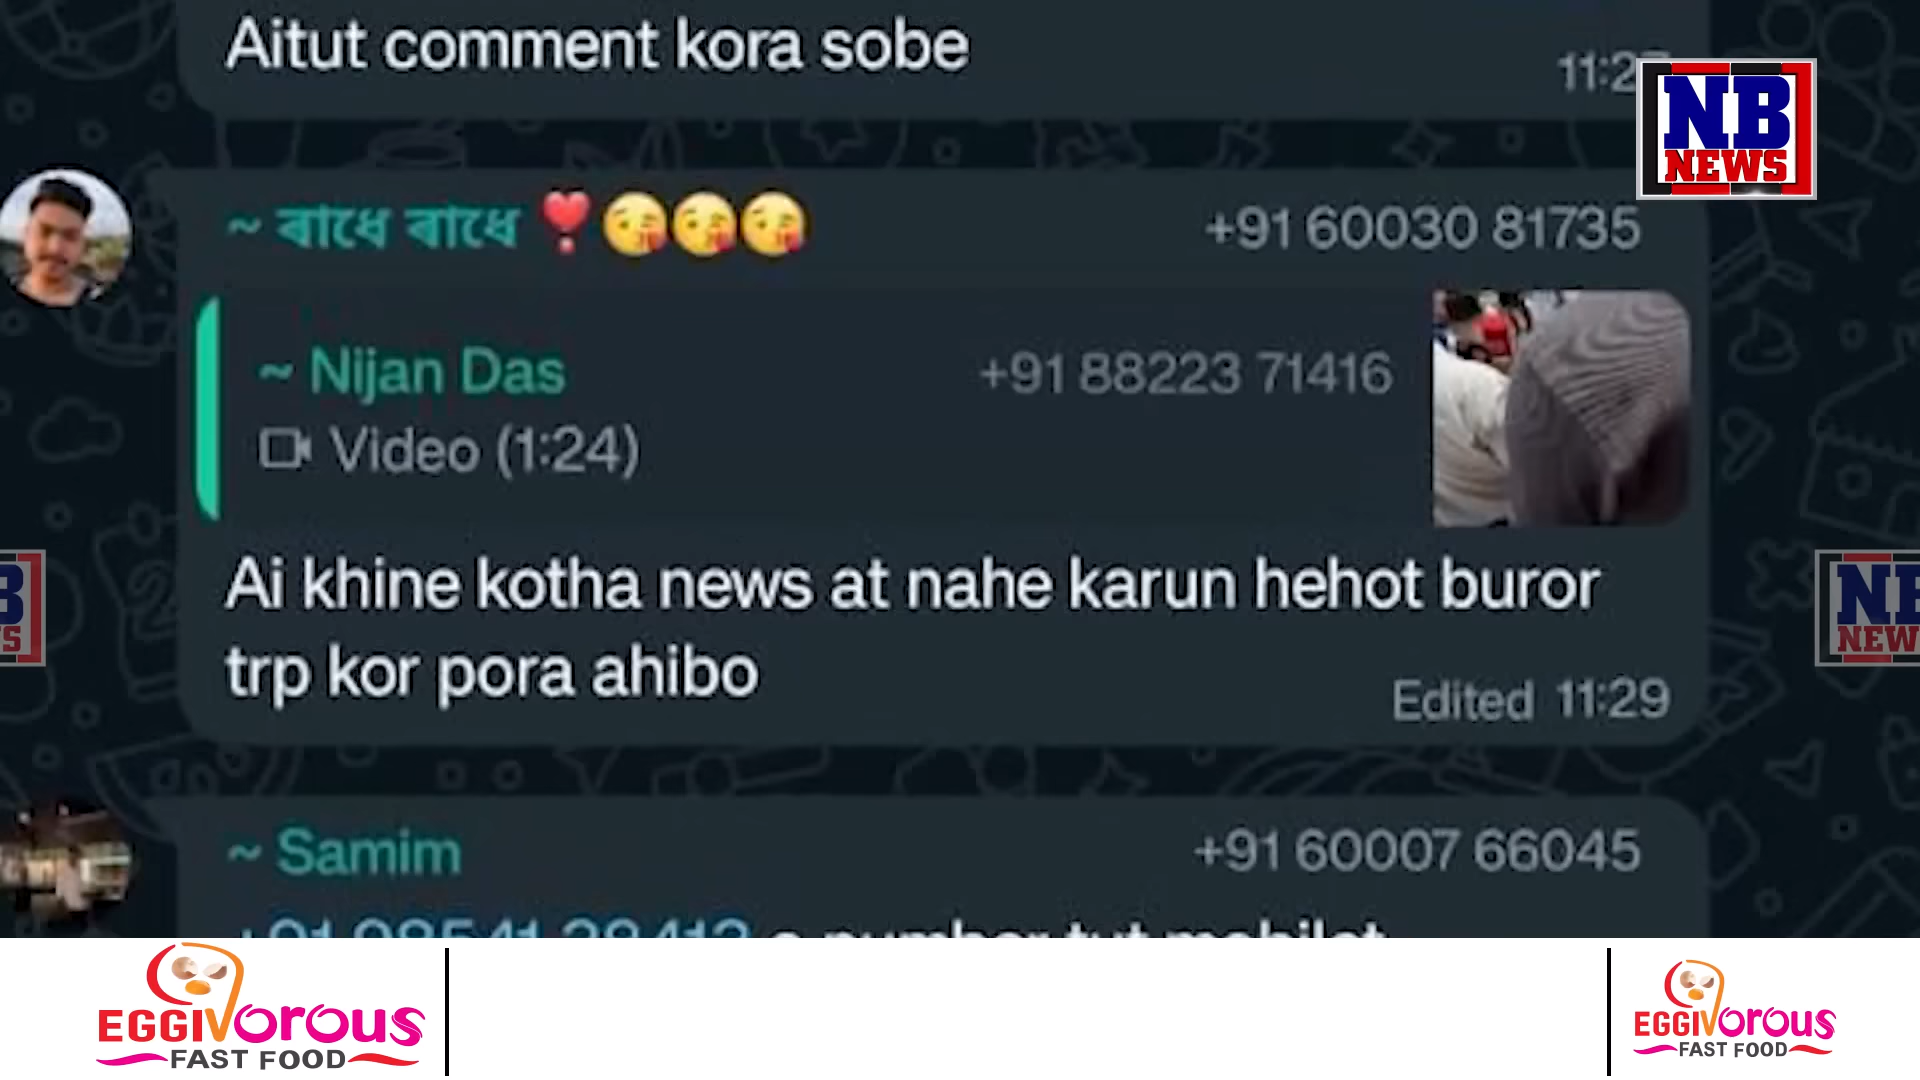 Aitut comment kora sobe
NB
NEWS
~ ৰাধে ৰাধে ❣️😘😘😘 +91 60030 81735
~ Nijan Das +91 88223 71416
Video (1:24)
Ai khine kotha news at nahe karun hehot buror
trp kor pora ahibo
Edited 11:29
~ Samim +91 60007 66045
EGGIVOROUS
FAST FOOD
EGGIVOROUS
FAST FOOD